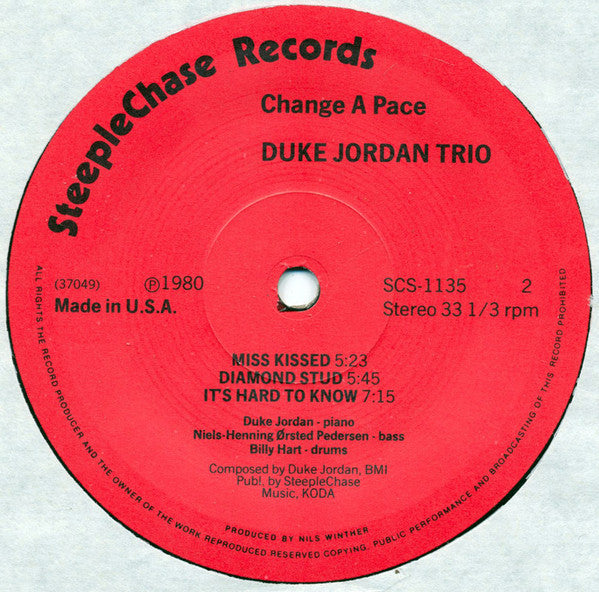 SteepleChase Records
Change A Pace
DUKE JORDAN TRIO
(37049) Ⓟ1980
Made in U.S.A.
SCS-1135 2
Stereo 33 1/3 rpm
MISS KISSED 5:23
DIAMOND STUD 5:45
IT'S HARD TO KNOW 7:15
Duke Jordan - piano
Niels-Henning Ørsted Pedersen - bass
Billy Hart - drums
Composed by Duke Jordan, BMI
Publ. by SteepleChase
Music, KODA
PRODUCED BY NILS WINTHER
ALL RIGHTS THE RECORD PRODUCER AND THE OWNER OF THE WORK REPRODUCED RESERVED COPYING, PUBLIC PERFORMANCE AND BROADCASTING OF THIS RECORD PROHIBITED